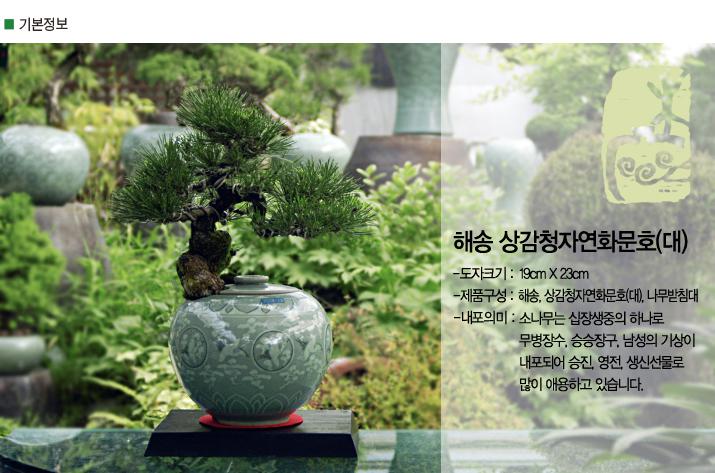 기본정보
해송 상감청자연화문호(대)
-도자크기 : 19cm X 23cm
-제품구성 : 해송, 상감청자연화문호(대), 나무받침대
-내포의미 : 소나무는 십장생중의 하나로
무병장수, 승승장구, 남성의 기상이
내포되어 승진, 영전, 생신선물로
많이 애용하고 있습니다.